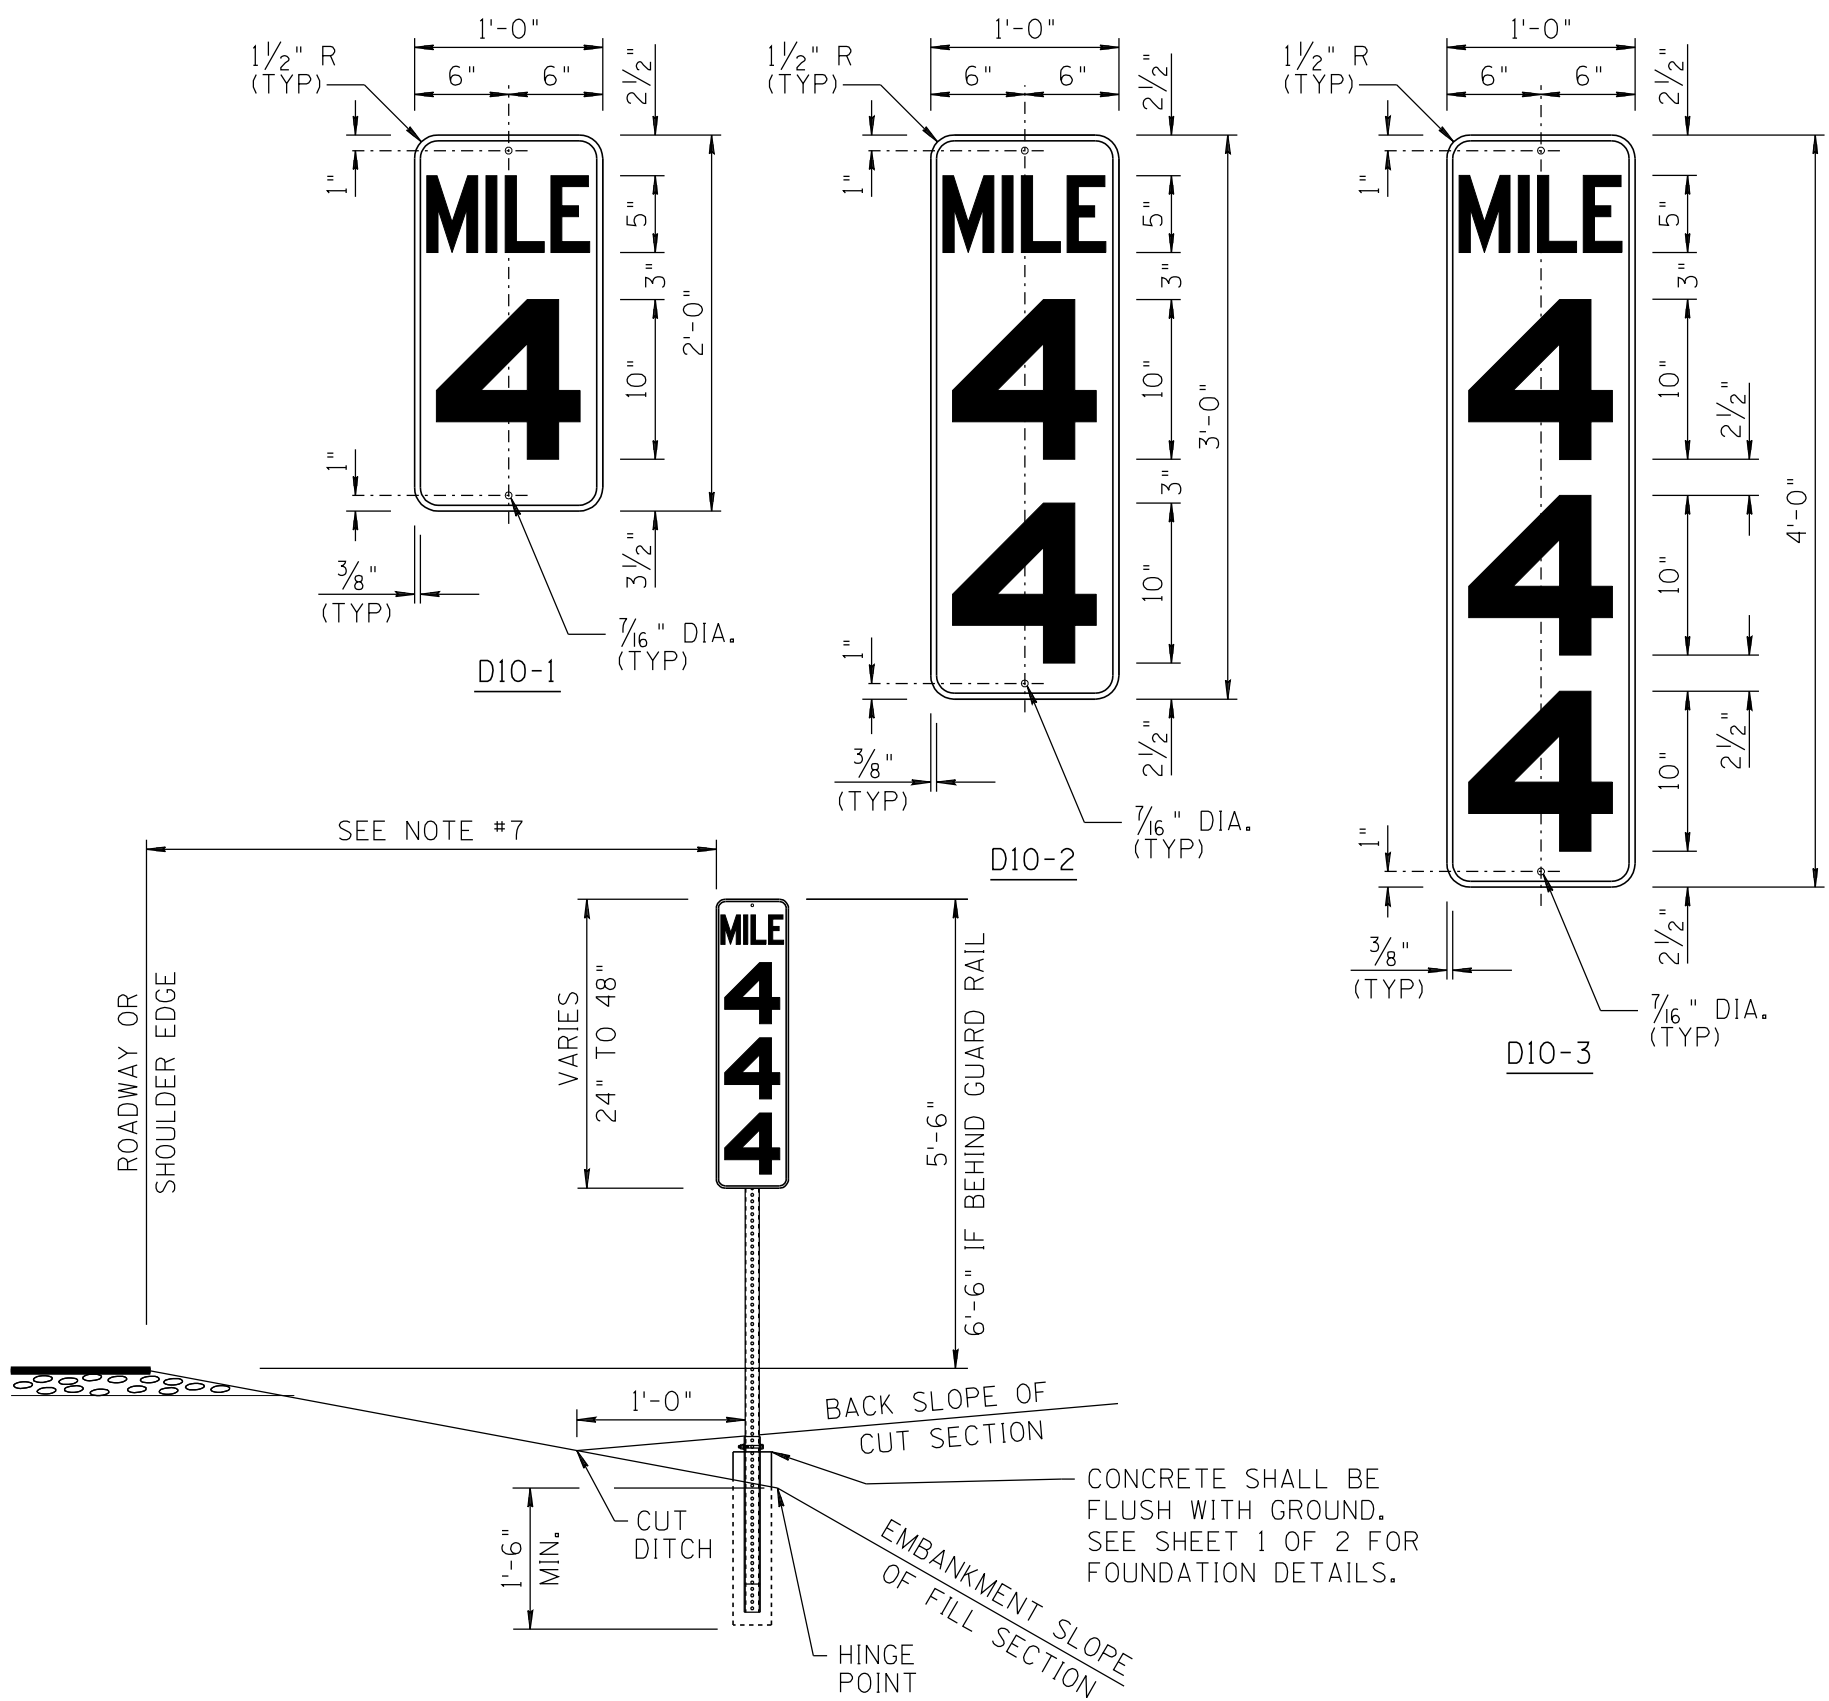 1'-0"
6" 6"
1½" R
(TYP)
2½"
1"
MILE
5"
3"
4
10"
2'-0"
1"
3½"
⅜"
(TYP)
7/16" DIA.
(TYP)
D10-1
1'-0"
6" 6"
1½" R
(TYP)
2½"
1"
MILE
5"
3"
4
10"
3'-0"
3"
4
10"
1"
2½"
⅜"
(TYP)
7/16" DIA.
(TYP)
D10-2
1'-0"
6" 6"
1½" R
(TYP)
2½"
1"
MILE
5"
3"
4
10"
2½"
4'-0"
4
10"
2½"
4
10"
1"
2½"
⅜"
(TYP)
7/16" DIA.
(TYP)
D10-3
SEE NOTE #7
ROADWAY OR
SHOULDER EDGE
VARIES
24" TO 48"
MILE
4
4
4
5'-6"
6'-6" IF BEHIND GUARD RAIL
1'-0"
BACK SLOPE OF
CUT SECTION
CONCRETE SHALL BE
FLUSH WITH GROUND.
SEE SHEET 1 OF 2 FOR
FOUNDATION DETAILS.
CUT
DITCH
1'-6"
MIN.
EMBANKMENT SLOPE
OF FILL SECTION
HINGE
POINT